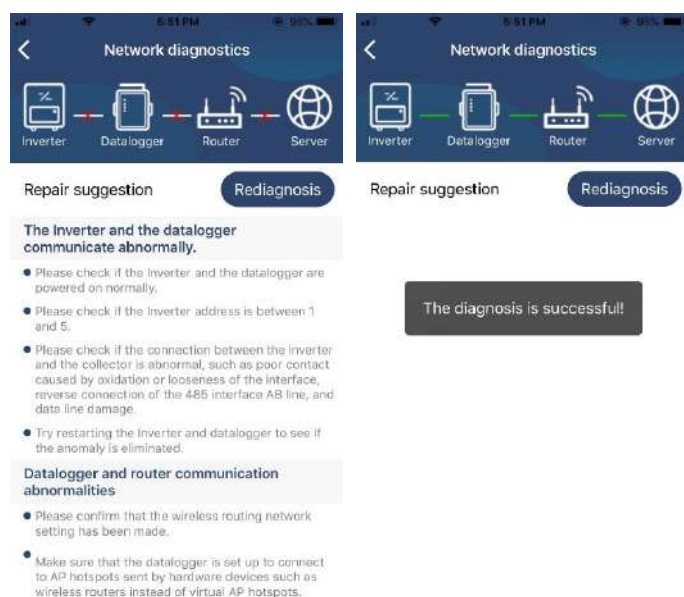 6:51 PM
Network diagnostics
Inverter Datalogger Router Server
Repair suggestion Rediagnosis
The Inverter and the datalogger
communicate abnormally.
Please check if the Inverter and the datalogger are
powered on normally.
Please check if the Inverter address is between 1
and 5.
Please check if the connection between the Inverter
and the collector is abnormal, such as poor contact
caused by oxidation or looseness of the interface,
reverse connection of the 485 interface AB line, and
data line damage.
Try restarting the Inverter and datalogger to see if
the anomaly is eliminated.
Datalogger and router communication
abnormalities
Please confirm that the wireless routing network
setting has been made.
Make sure that the datalogger is set up to connect
to AP hotspots sent by hardware devices such as
wireless routers instead of virtual AP hotspots.
6:51 PM
Network diagnostics
Inverter Datalogger Router Server
Repair suggestion Rediagnosis
The diagnosis is successful!